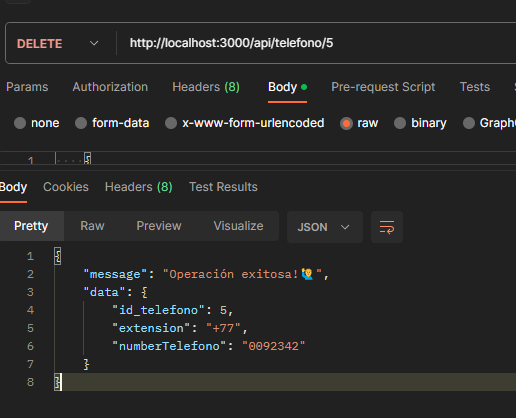 DELETE http://localhost:3000/api/telefono/5
Params Authorization Headers (8) Body Pre-request Script Tests
none form-data x-www-form-urlencoded raw binary GraphQ
1 {
Body Cookies Headers (8) Test Results
Pretty Raw Preview Visualize JSON
1 {
2 "message": "Operación exitosa!🙋‍♂️",
3 "data": {
4 "id_telefono": 5,
5 "extension": "+77",
6 "numberTelefono": "0092342"
7 }
8 }